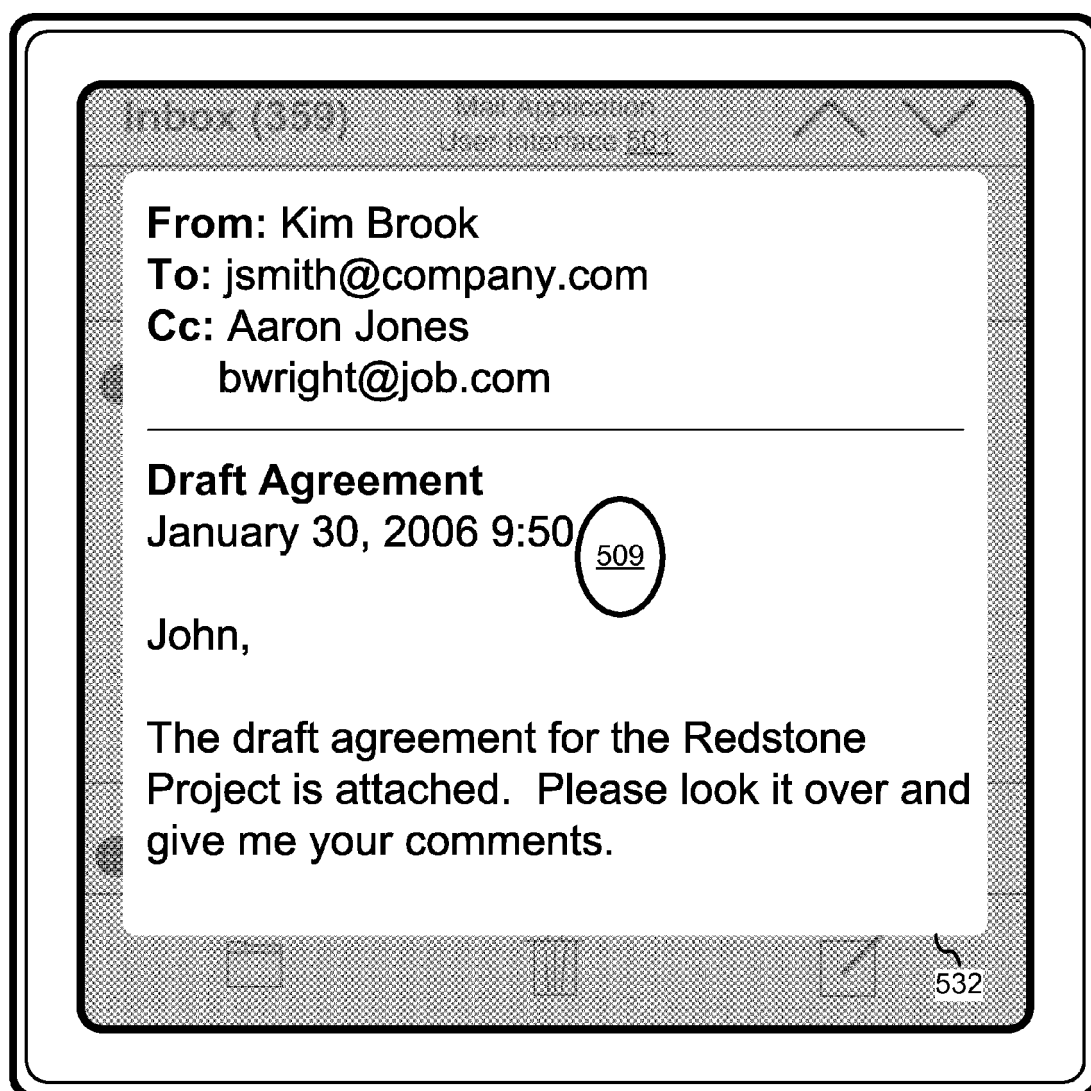 Inbox (359)
Mail Application
User Interface 501
From: Kim Brook
To: jsmith@company.com
Cc: Aaron Jones
bwright@job.com
Draft Agreement
January 30, 2006 9:50
509
John,
The draft agreement for the Redstone
Project is attached.  Please look it over and
give me your comments.
532